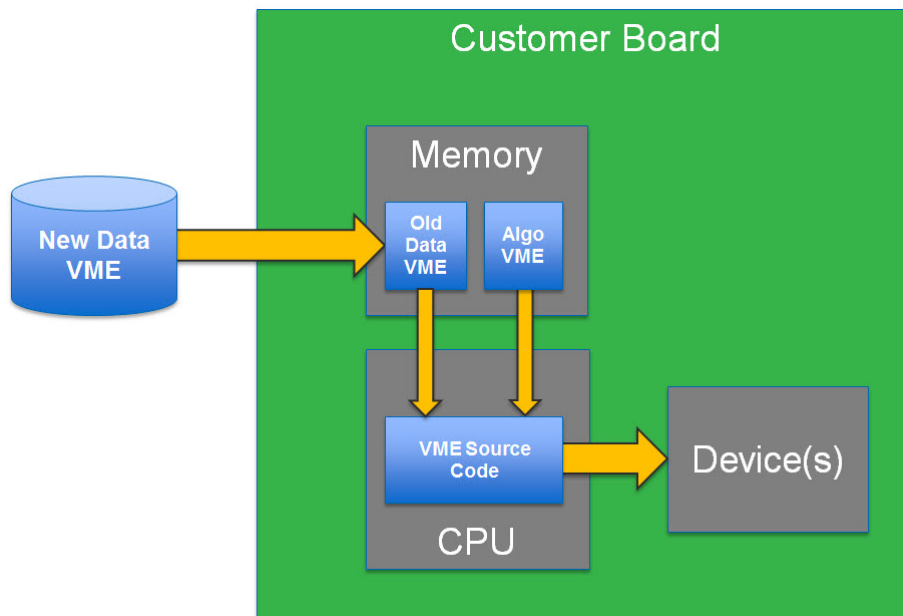 Customer Board
Memory
New Data
VME
Old
Data
VME
Algo
VME
VME Source
Code
CPU
Device(s)